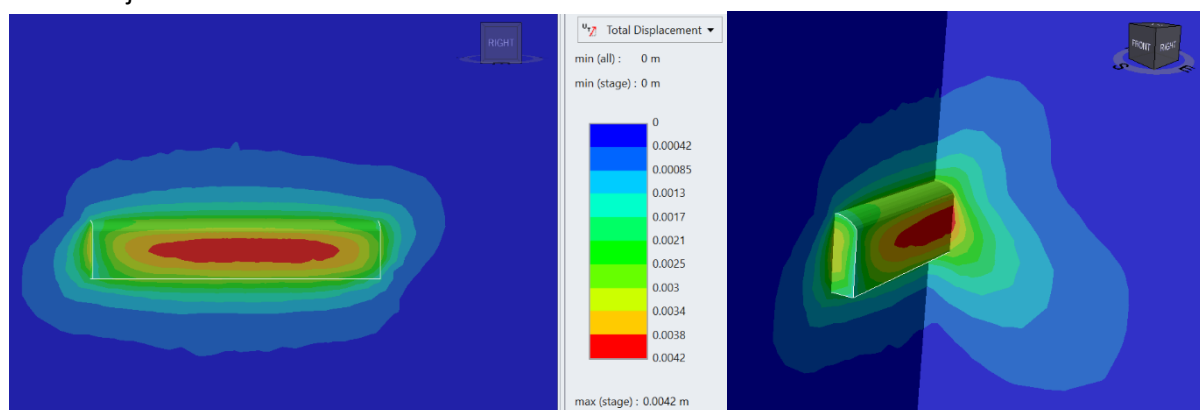 RIGHT
Total Displacement
min (all) : 0 m
min (stage) : 0 m
0
0.00042
0.00085
0.0013
0.0017
0.0021
0.0025
0.003
0.0034
0.0038
0.0042
max (stage) : 0.0042 m
FRONT
RIGHT
S
E